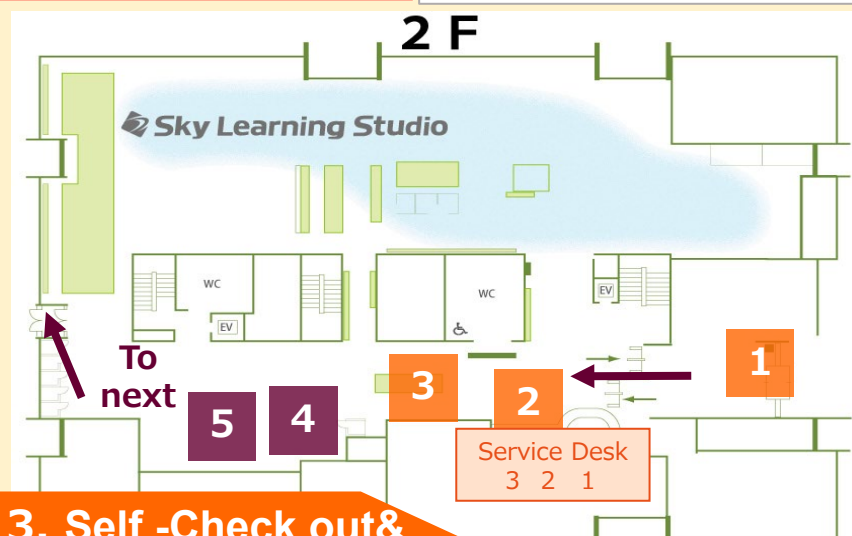 2 F
Sky Learning Studio
WC
WC
EV
EV
To
next
1
2
3
4
5
Service Desk
3 2 1
3. Self -Check out&